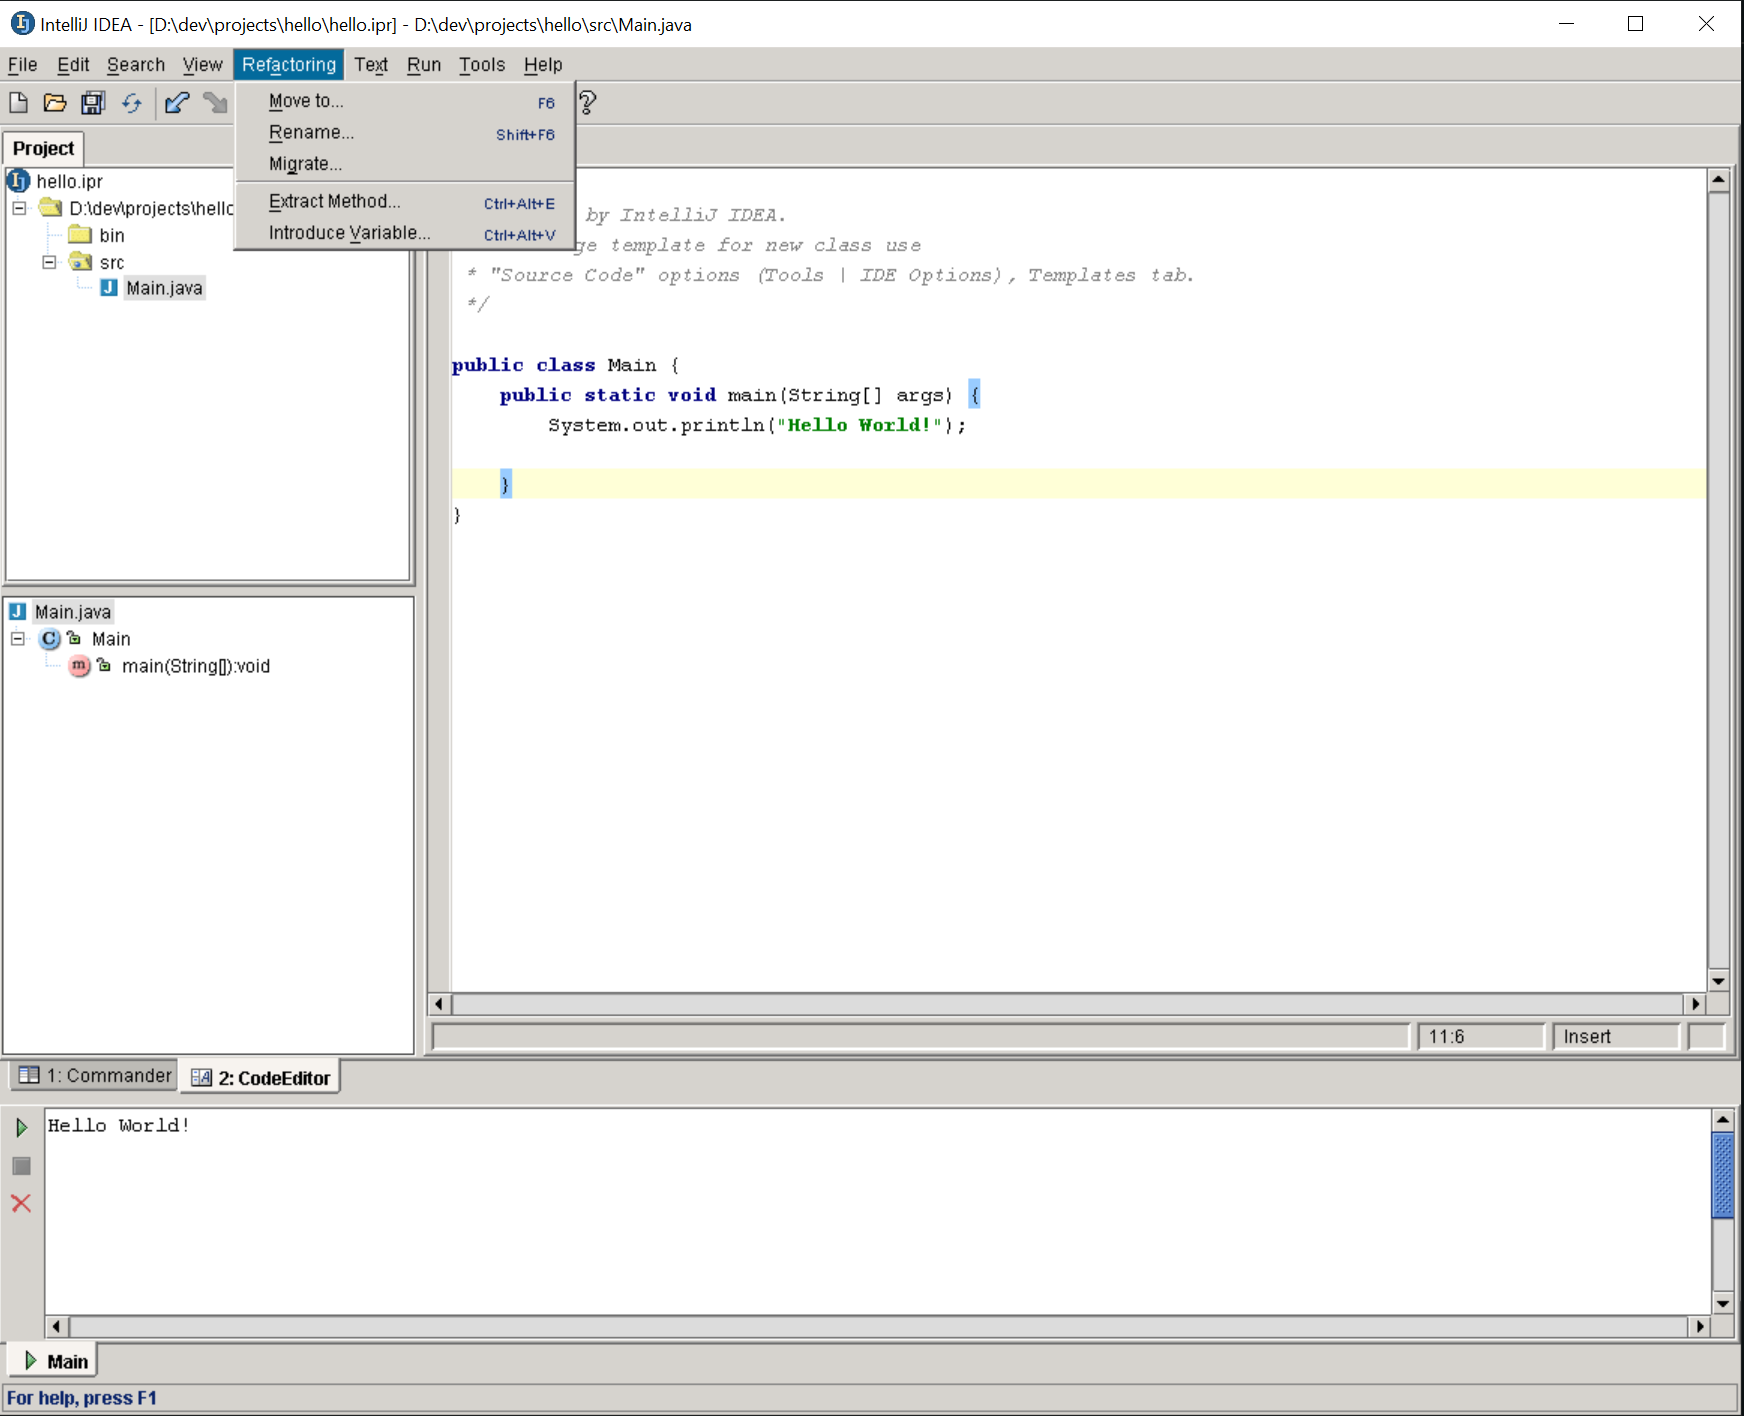 IntelliJ IDEA - [D:\dev\projects\hello\hello.ipr] - D:\dev\projects\hello\src\Main.java
File Edit Search View Refactoring Text Run Tools Help
Move to... F6
Rename... Shift+F6
Migrate...
Extract Method... Ctrl+Alt+E
Introduce Variable... Ctrl+Alt+V
Project
hello.ipr
D:\dev\projects\hello
bin
src
Main.java
by IntelliJ IDEA.
template for new class use
* "Source Code" options (Tools | IDE Options), Templates tab.
*/
public class Main {
public static void main(String[] args) {
System.out.println("Hello World!");
}
}
Main.java
C Main
m main(String[]):void
11:6 Insert
1: Commander 2: CodeEditor
Hello World!
Main
For help, press F1